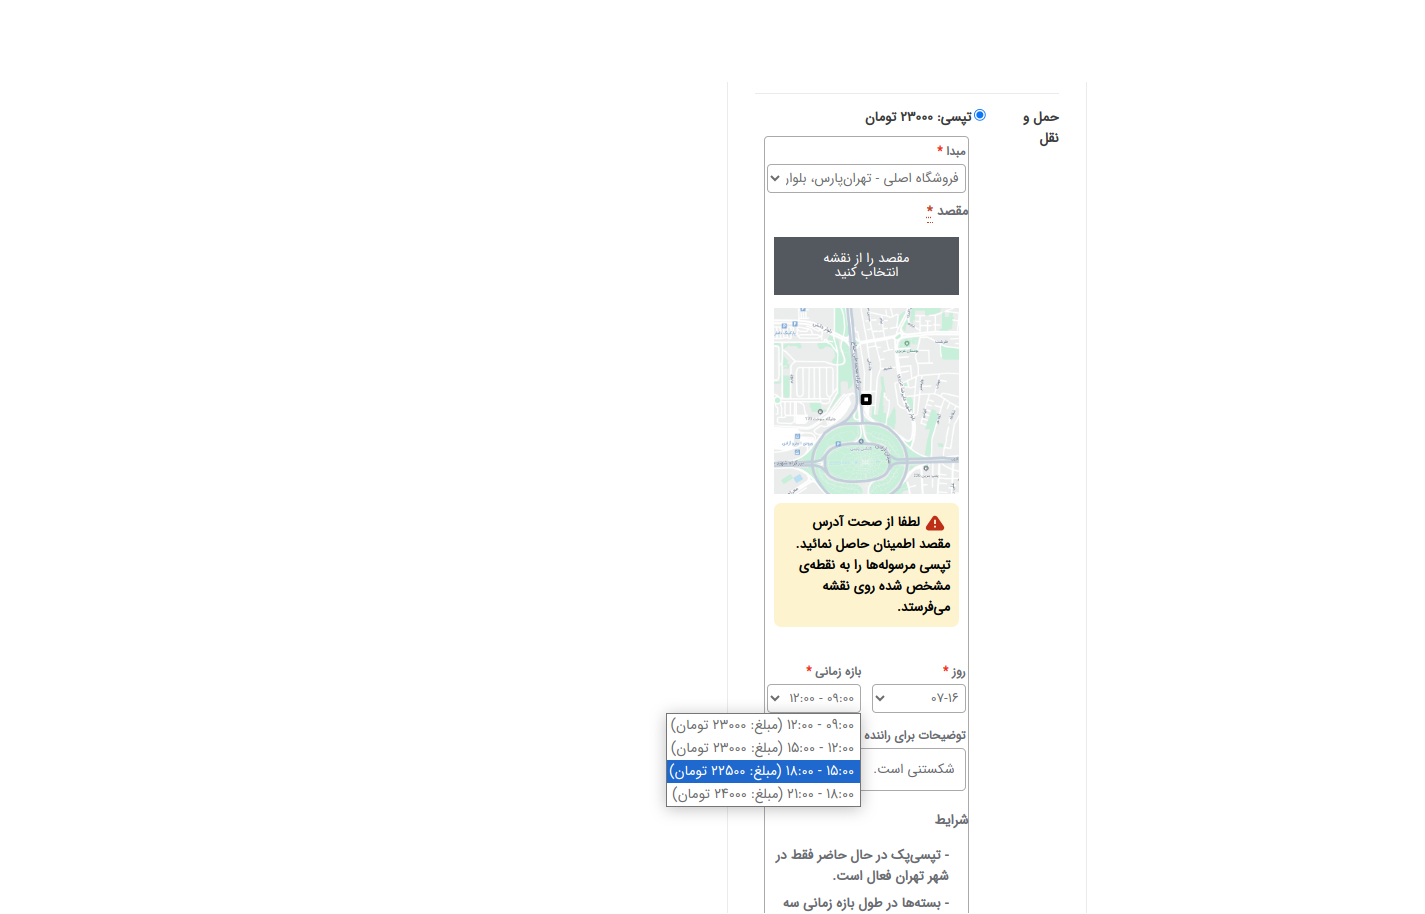 حمل و
نقل
تپسی: ۲۳۰۰۰ تومان
مبدا *
فروشگاه اصلی - تهران‌پارس، بلوار
مقصد *
مقصد را از نقشه
انتخاب کنید
لطفا از صحت آدرس
مقصد اطمینان حاصل نمائید.
تپسی مرسوله‌ها را به نقطه‌ی
مشخص شده روی نقشه
می‌فرستد.
روز *
۰۷-۱۶
بازه زمانی *
۰۹:۰۰ - ۱۲:۰۰
۰۹:۰۰ - ۱۲:۰۰ (مبلغ: ۲۳۰۰۰ تومان)
۱۲:۰۰ - ۱۵:۰۰ (مبلغ: ۲۳۰۰۰ تومان)
۱۵:۰۰ - ۱۸:۰۰ (مبلغ: ۲۲۵۰۰ تومان)
۱۸:۰۰ - ۲۱:۰۰ (مبلغ: ۲۴۰۰۰ تومان)
توضیحات برای راننده
شکستنی است.
شرایط
- تپسی‌پک در حال حاضر فقط در
شهر تهران فعال است.
- بسته‌ها در طول بازه زمانی سه